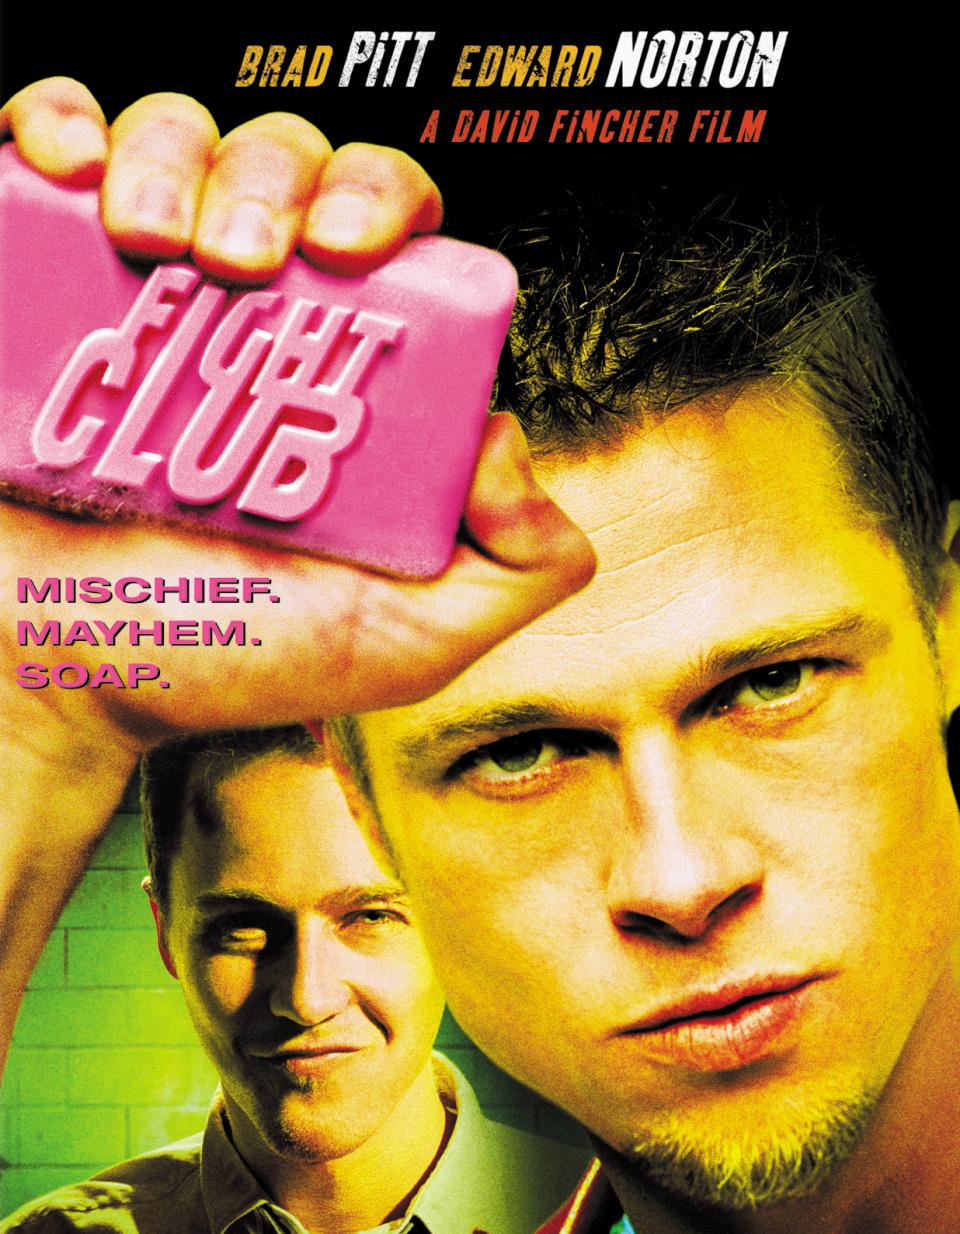 BRAD PITT EDWARD NORTON
A DAVID FINCHER FILM
FIGHT
CLUB
MISCHIEF.
MAYHEM.
SOAP.